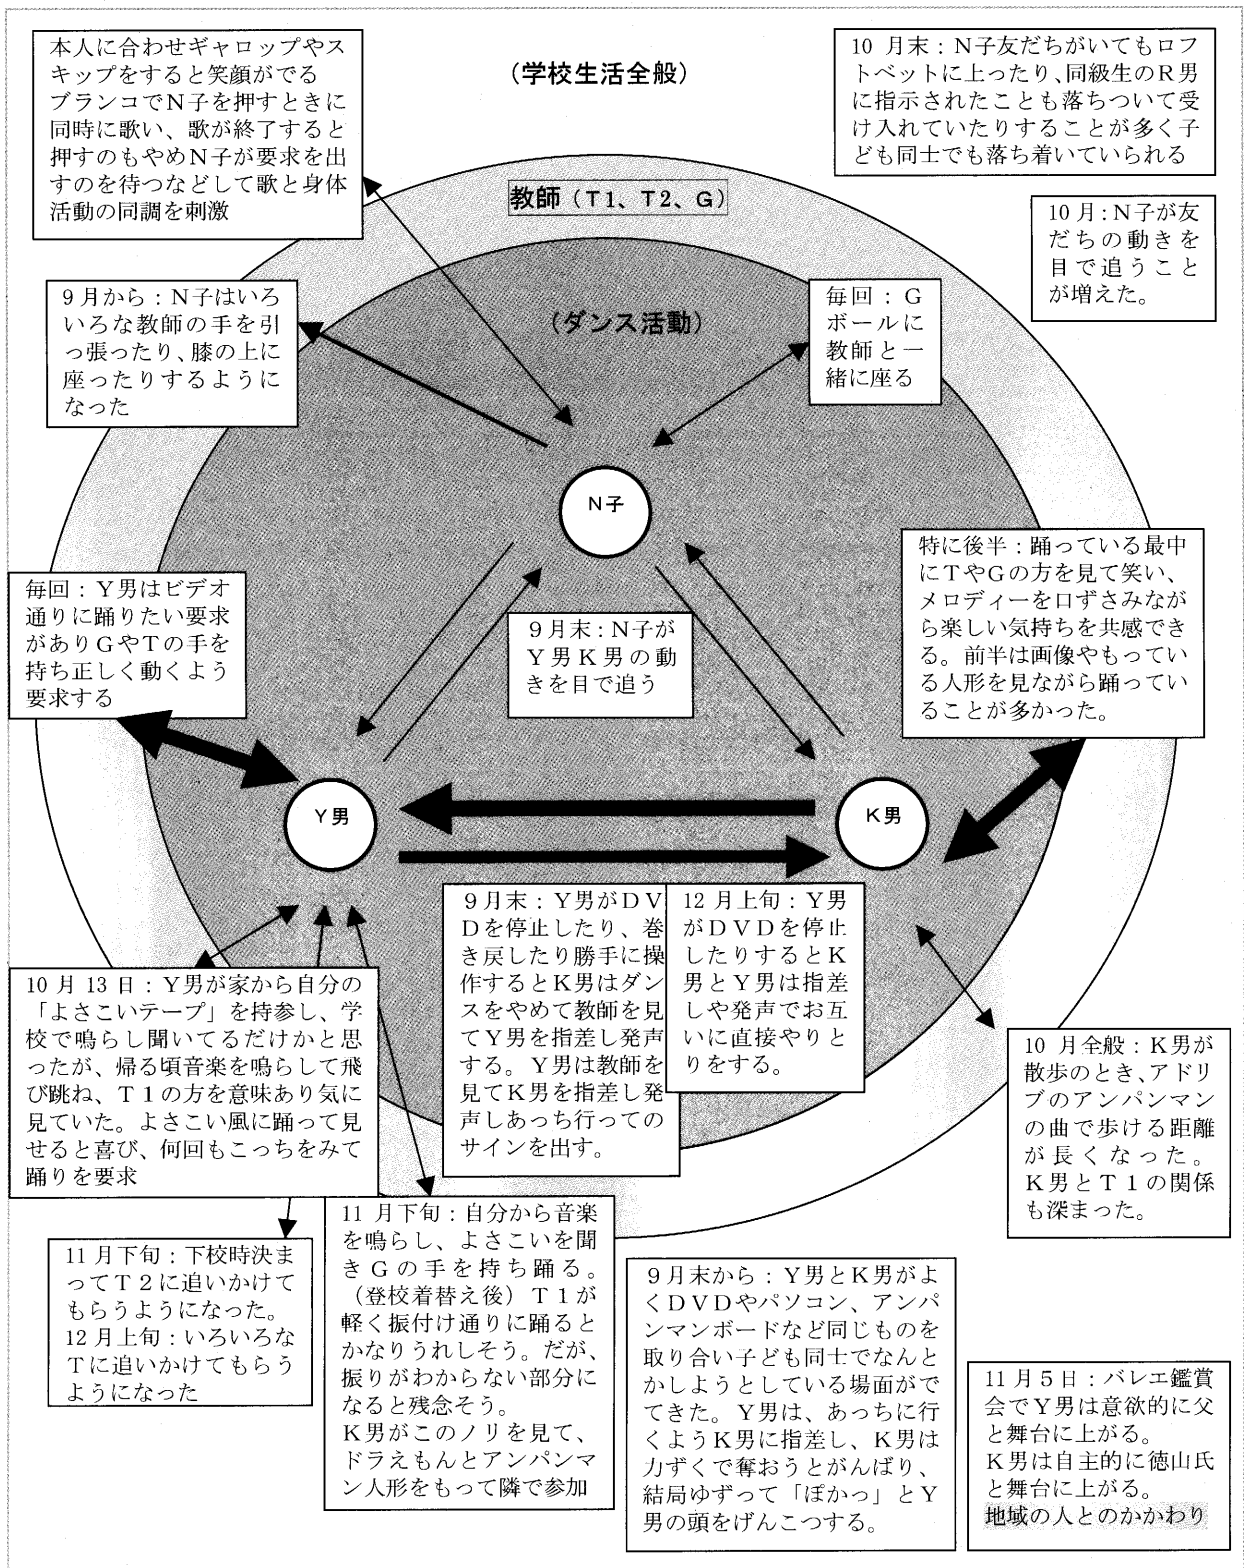 本人に合わせギャロップやス
キップをすると笑顔がでる
ブランコでN子を押すときに
同時に歌い、歌が終了すると
押すのもやめN子が要求を出
すのを待つなどして歌と身体
活動の同調を刺激
(学校生活全般)
10 月末：N子友だちがいてもロフ
トベットに上ったり、同級生のR男
に指示されたことも落ちついて受
け入れていたりすることが多く子
ども同士でも落ち着いていられる
教師（T1、T2、G）
10月：N子が友
だちの動きを
目で追うこと
が増えた。
9月から：N子はいろ
いろな教師の手を引
っ張ったり、膝の上に
座ったりするように
なった
(ダンス活動)
毎回：G
ボールに
教師と一
緒に座る
N子
毎回：Y男はビデオ
通りに踊りたい要求
がありGやTの手を
持ち正しく動くよう
要求する
9月末：N子が
Y男K男の動
きを目で追う
特に後半：踊っている最中
にTやGの方を見て笑い、
メロディーを口ずさみなが
ら楽しい気持ちを共感でき
る。前半は画像やもってい
る人形を見ながら踊ってい
ることが多かった。
Y男
K男
9月末：Y男がDV
Dを停止したり、巻
き戻したり勝手に操
作するとK男はダン
スをやめて教師を見
てY男を指差し発声
する。Y男は教師を
見てK男を指差し発
声しあっち行っての
サインを出す。
12月上旬：Y男
がDVDを停止
したりするとK
男とY男は指差
しや発声でお互
いに直接やりと
りをする。
10 月 13 日：Y男が家から自分の
「よさこいテープ」を持参し、学
校で鳴らし聞いてるだけかと思
ったが、帰る頃音楽を鳴らして飛
び跳ね、T1の方を意味あり気に
見ていた。よさこい風に踊って見
せると喜び、何回もこっちをみて
踊りを要求
10 月全般：K男が
散歩のとき、アドリ
ブのアンパンマン
の曲で歩ける距離
が長くなった。
K男とT1の関係
も深まった。
11月下旬：下校時決ま
ってT2に追いかけて
もらうようになった。
12月上旬：いろいろな
Tに追いかけてもらう
ようになった
11 月下旬：自分から音楽
を鳴らし、よさこいを聞
きGの手を持ち踊る。
（登校着替え後）T1が
軽く振付け通りに踊ると
かなりうれしそう。だが、
振りがわからない部分に
なると残念そう。
K男がこのノリを見て、
ドラえもんとアンパンマ
ン人形をもって隣で参加
9月末から：Y男とK男がよ
くDVDやパソコン、アンパ
ンマンボードなど同じものを
取り合い子ども同士でなんと
かしようとしている場面がで
てきた。Y男は、あっちに行
くようK男に指差し、K男は
力ずくで奪おうとがんばり、
結局ゆずって「ぽかっ」とY
男の頭をげんこつする。
11月5日：バレエ鑑賞
会でY男は意欲的に父
と舞台に上がる。
K男は自主的に徳山氏
と舞台に上がる。
地域の人とのかかわり